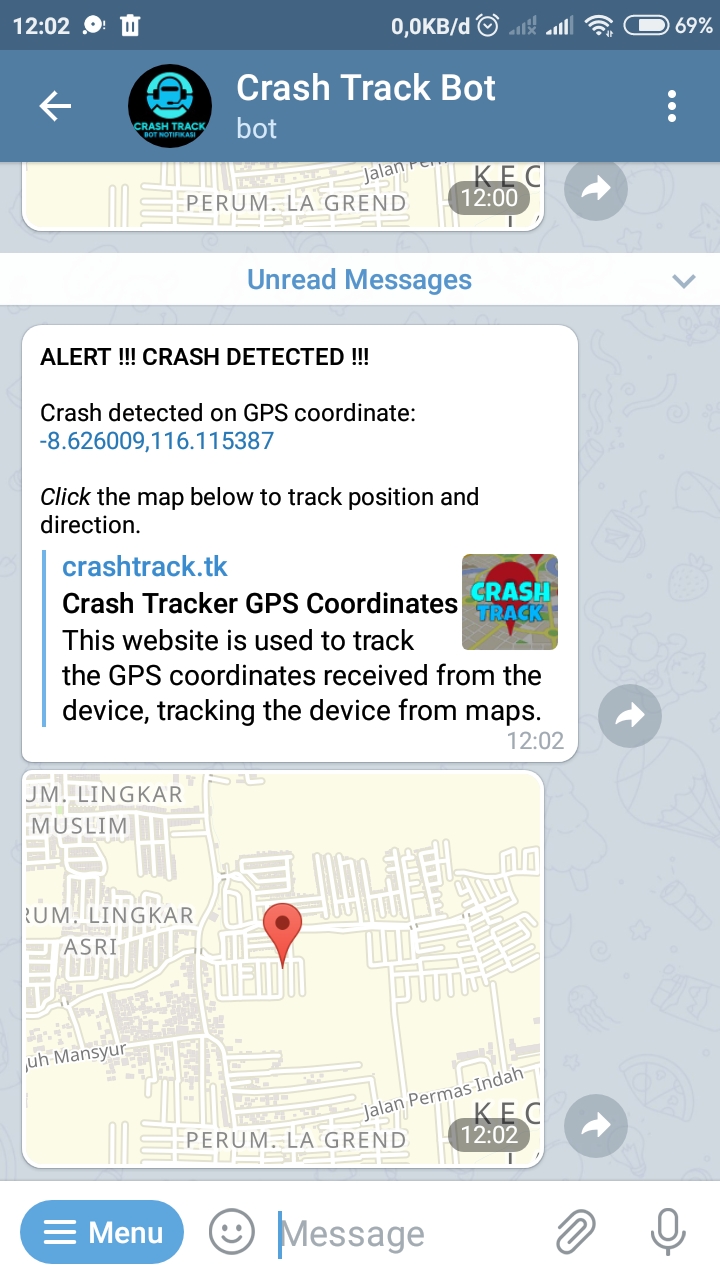 12:02
0,0KB/d
69%
CRASH TRACK
BOT NOTIFIKASI
Crash Track Bot
bot
KEC
PERUM. LA GREND
12:00
Unread Messages
ALERT !!! CRASH DETECTED !!!
Crash detected on GPS coordinate:
-8.626009,116.115387
Click the map below to track position and
direction.
crashtrack.tk
Crash Tracker GPS Coordinates
CRASH
TRACK
This website is used to track
the GPS coordinates received from the
device, tracking the device from maps.
12:02
UM. LINGKAR
MUSLIM
RUM. LINGKAR
ASRI
uh Mansyur
Jalan Permas Indah
KEC
PERUM. LA GREND
12:02
Menu
Message